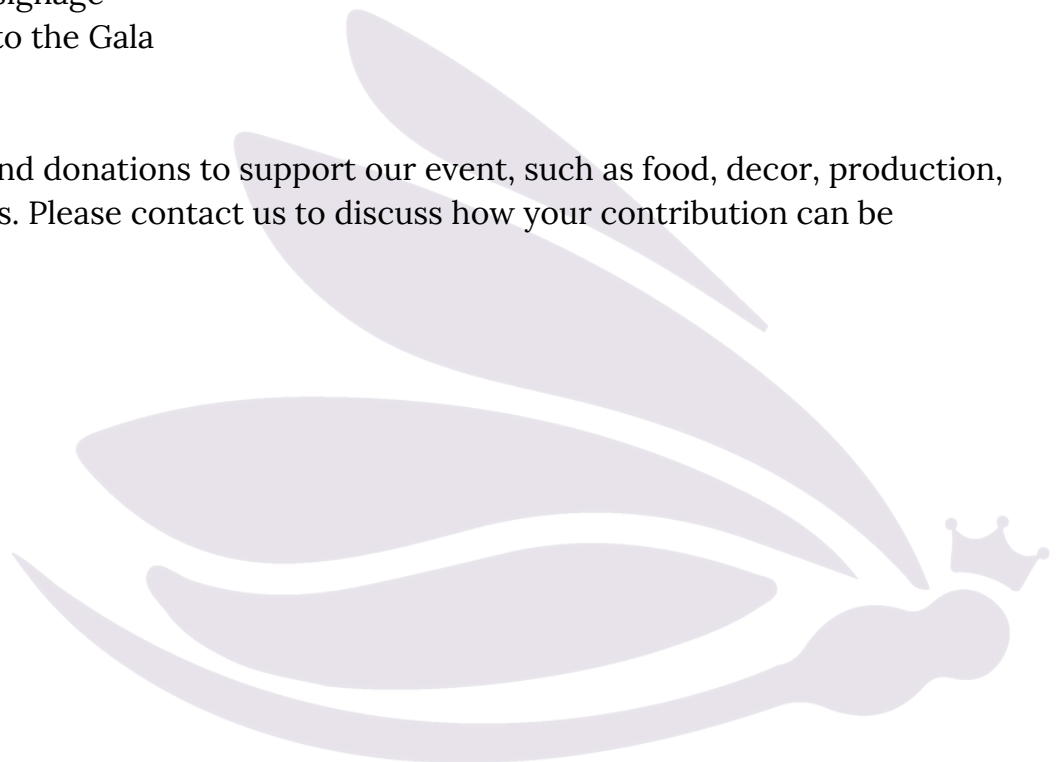 signage
to the Gala
nd donations to support our event, such as food, decor, production,
s. Please contact us to discuss how your contribution can be